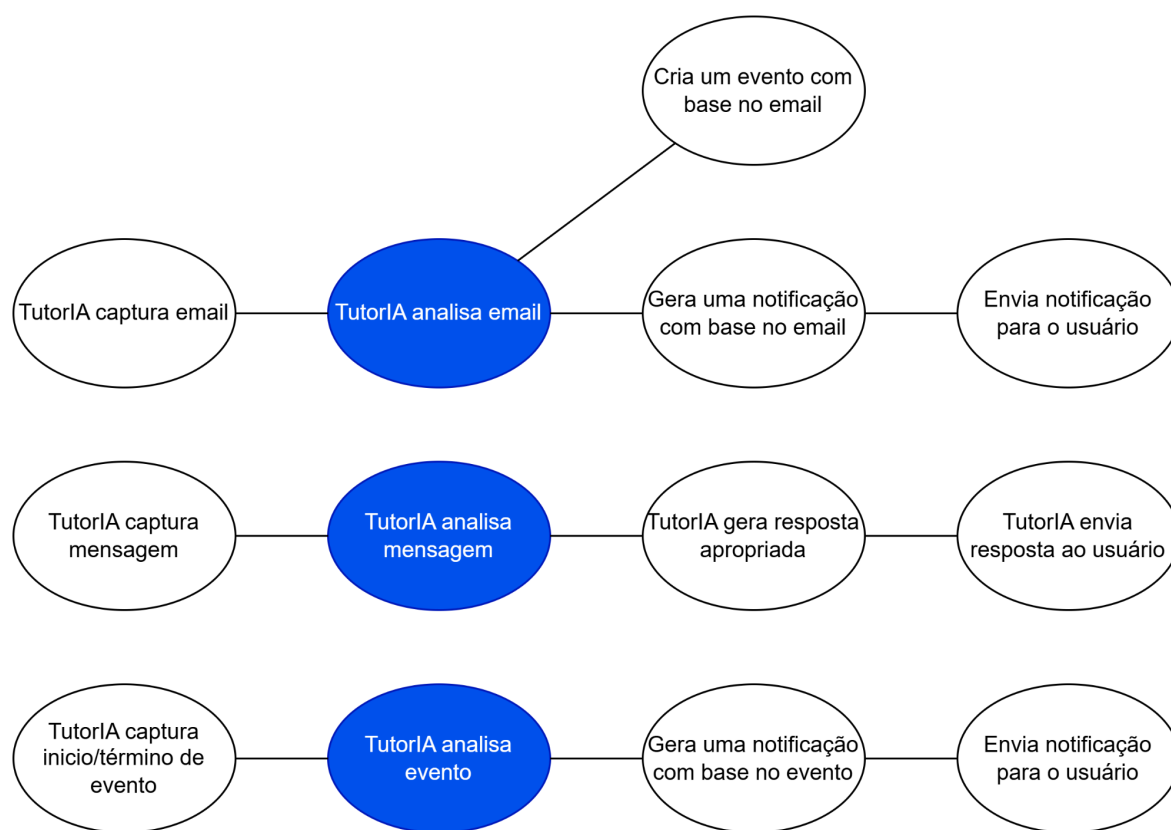 Cria um evento com
base no email
TutorIA captura email
TutorIA analisa email
Gera uma notificação
com base no email
Envia notificação
para o usuário
TutorIA captura
mensagem
TutorIA analisa
mensagem
TutorIA gera resposta
apropriada
TutorIA envia
resposta ao usuário
TutorIA captura
inicio/término de
evento
TutorIA analisa
evento
Gera uma notificação
com base no evento
Envia notificação
para o usuário